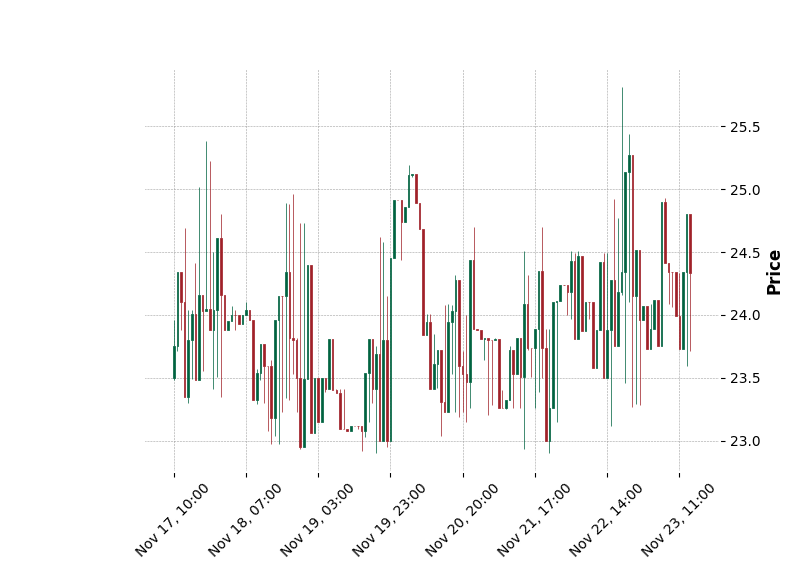 25.5
25.0
24.5
24.0
23.5
23.0
Price
Nov 17, 10:00
Nov 18, 07:00
Nov 19, 03:00
Nov 19, 23:00
Nov 20, 20:00
Nov 21, 17:00
Nov 22, 14:00
Nov 23, 11:00